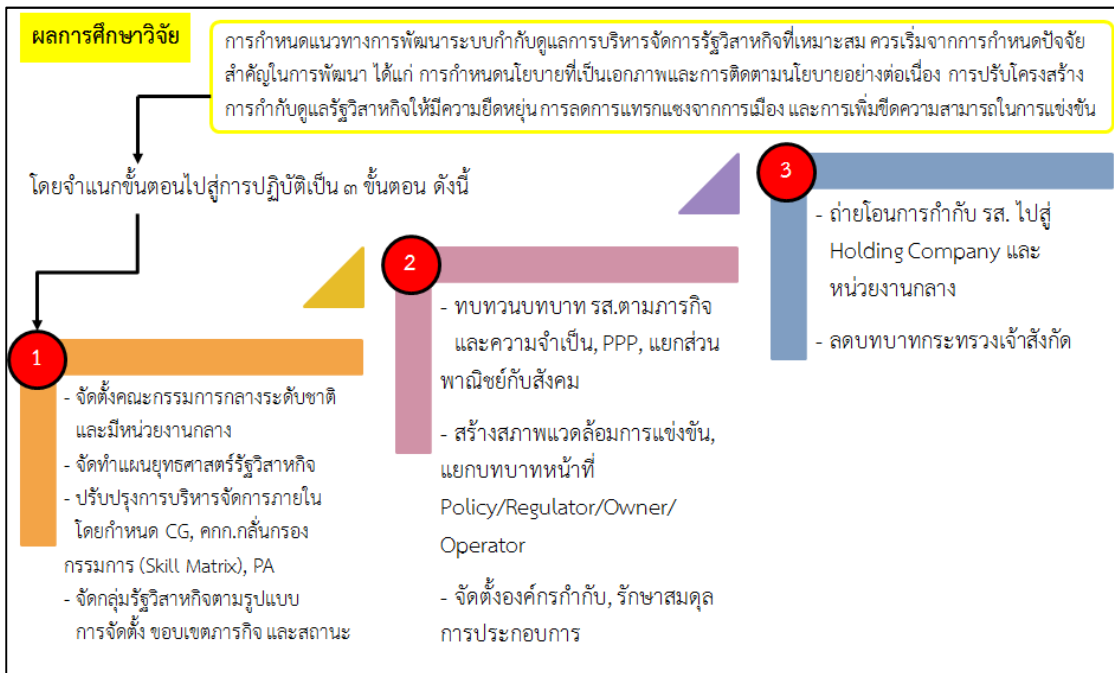 ผลการศึกษาวิจัย
การกำหนดแนวทางการพัฒนาระบบกำกับดูแลการบริหารจัดการรัฐวิสาหกิจที่เหมาะสม ควรเริ่มจากการกำหนดปัจจัย
สำคัญในการพัฒนา ได้แก่ การกำหนดนโยบายที่เป็นเอกภาพและการติดตามนโยบายอย่างต่อเนื่อง การปรับโครงสร้าง
การกำกับดูแลรัฐวิสาหกิจให้มีความยืดหยุ่น การลดการแทรกแซงจากการเมือง และการเพิ่มขีดความสามารถในการแข่งขัน
โดยจำแนกขั้นตอนไปสู่การปฏิบัติเป็น ๓ ขั้นตอน ดังนี้
1
- จัดตั้งคณะกรรมการกลางระดับชาติ
และมีหน่วยงานกลาง
- จัดทำแผนยุทธศาสตร์รัฐวิสาหกิจ
- ปรับปรุงการบริหารจัดการภายใน
โดยกำหนด CG, คกก.กลั่นกรอง
กรรมการ (Skill Matrix), PA
- จัดกลุ่มรัฐวิสาหกิจตามรูปแบบ
การจัดตั้ง ขอบเขตภารกิจ และสถานะ
2
- ทบทวนบทบาท รส.ตามภารกิจ
และความจำเป็น, PPP, แยกส่วน
พาณิชย์กับสังคม
- สร้างสภาพแวดล้อมการแข่งขัน,
แยกบทบาทหน้าที่
Policy/Regulator/Owner/
Operator
- จัดตั้งองค์กรกำกับ, รักษาสมดุล
การประกอบการ
3
- ถ่ายโอนการกำกับ รส. ไปสู่
Holding Company และ
หน่วยงานกลาง
- ลดบทบาทกระทรวงเจ้าสังกัด